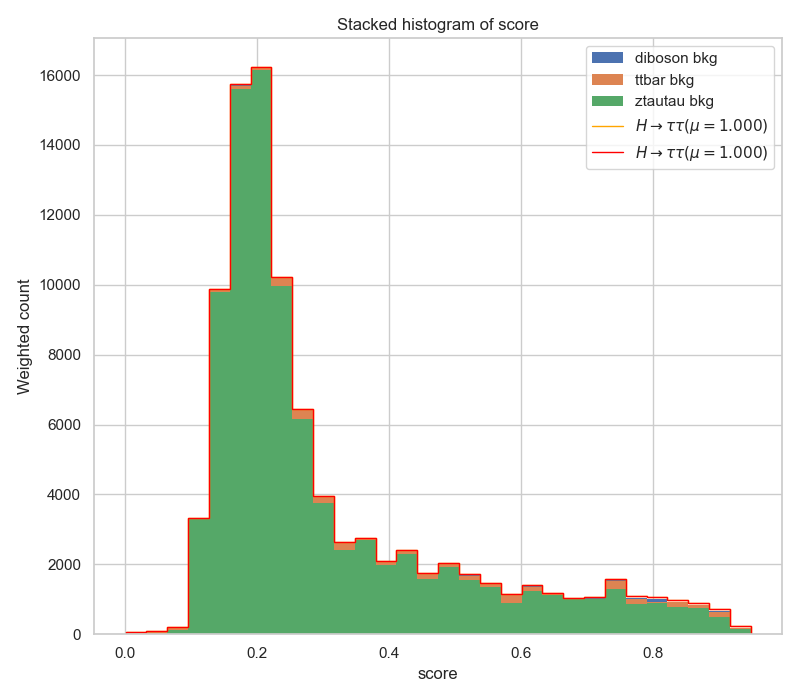 Stacked histogram of score
diboson bkg
ttbar bkg
ztautau bkg
H → ττ(μ = 1.000)
H → ττ(μ = 1.000)
16000
14000
12000
10000
8000
6000
4000
2000
0
Weighted count
0.0 0.2 0.4 0.6 0.8
score